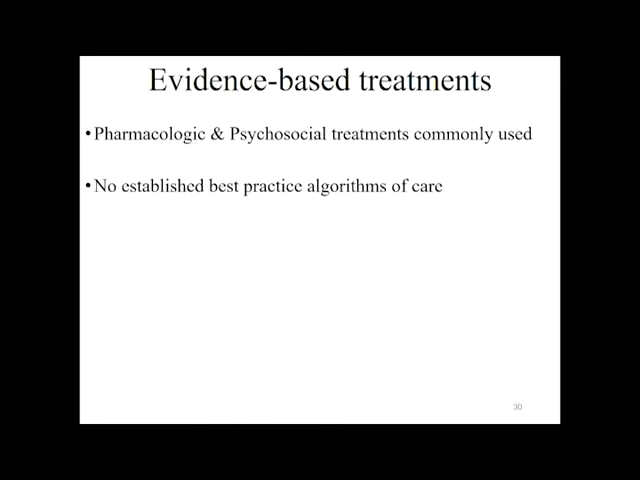 Evidence-based treatments
•Pharmacologic & Psychosocial treatments commonly used
•No established best practice algorithms of care
30